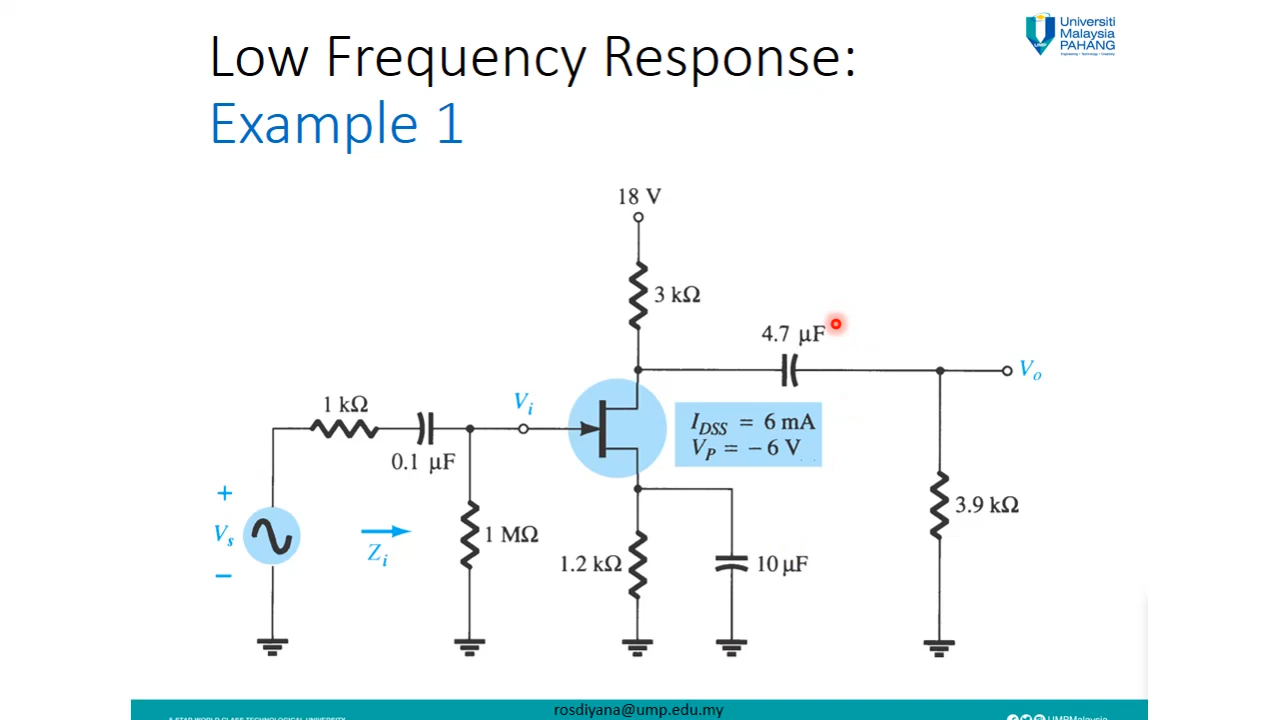 Low Frequency Response:
Example 1
Universiti
Malaysia
PAHANG
18 V
3 kΩ
4.7 μF
Vo
1 kΩ
Vi
0.1 μF
IDSS = 6 mA
VP = − 6 V
+
Vs
−
Zi
1 MΩ
1.2 kΩ
10 μF
3.9 kΩ
rosdiyana@ump.edu.my
UMPMalaysia